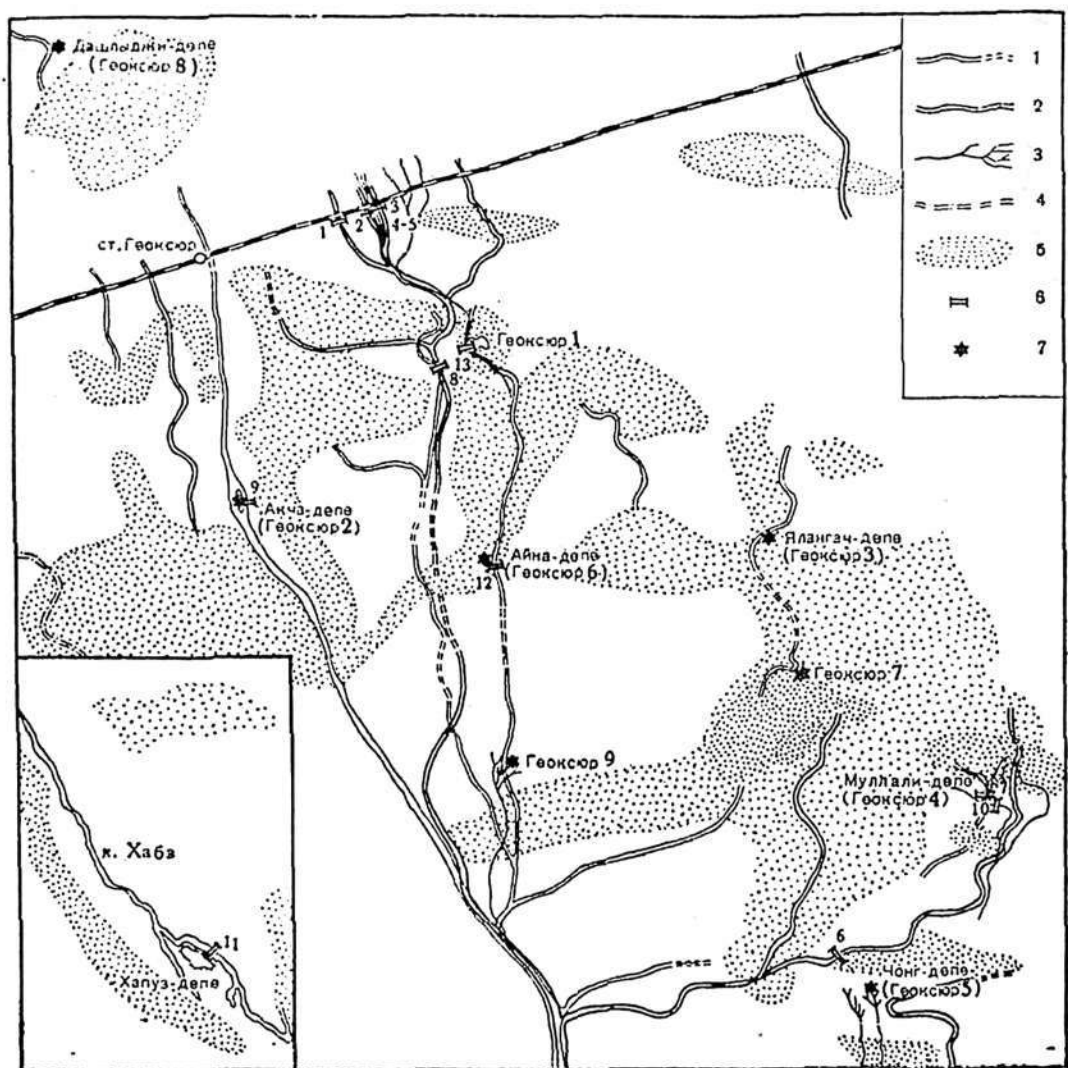 Дашлыджи-депе
(Геоксюр 8)
1
2
3
4
5
6
7
3
1
2
4-5
ст. Геоксюр
Геоксюр 1
13
8
9
Акча-депе
(Геоксюр 2)
Айна-депе
(Геоксюр 6)
12
Ялангач-депе
(Геоксюр 3)
Геоксюр 7
Геоксюр 9
Муллали-депе
(Геоксюр 4)
10
к. Хабз
11
Хапуз-депе
6
Чонг-депе
(Геоксюр 5)